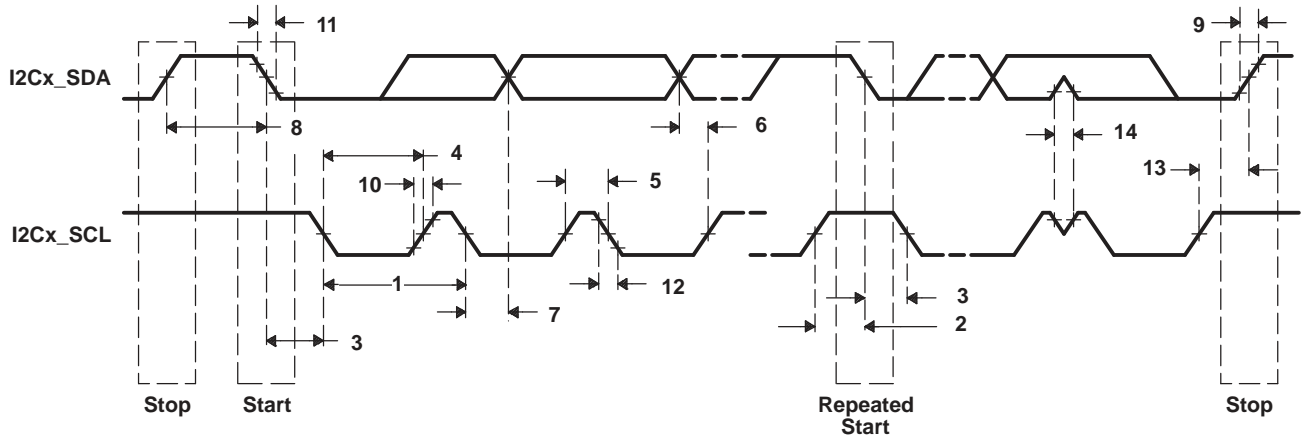 11
9
I2Cx_SDA
8
6
14
4
13
10
5
I2Cx_SCL
1
12
7
3
3
2
Stop
Start
Repeated
Start
Stop